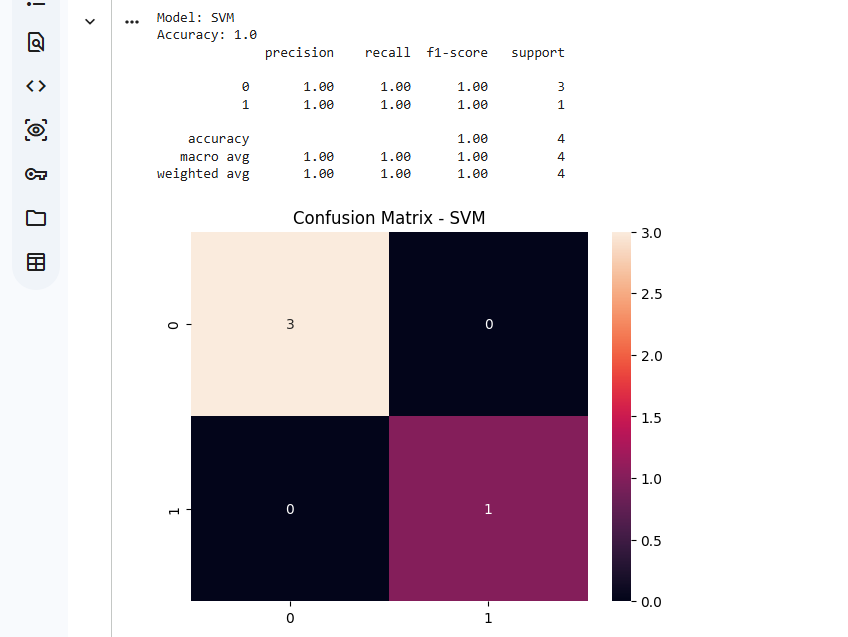 Model: SVM
Accuracy: 1.0
precision recall f1-score support
0 1.00 1.00 1.00 3
1 1.00 1.00 1.00 1
accuracy 1.00 4
macro avg 1.00 1.00 1.00 4
weighted avg 1.00 1.00 1.00 4
Confusion Matrix - SVM
3.0
2.5
2.0
1.5
1.0
0.5
0.0
0
3 0
1
0 1
0 1